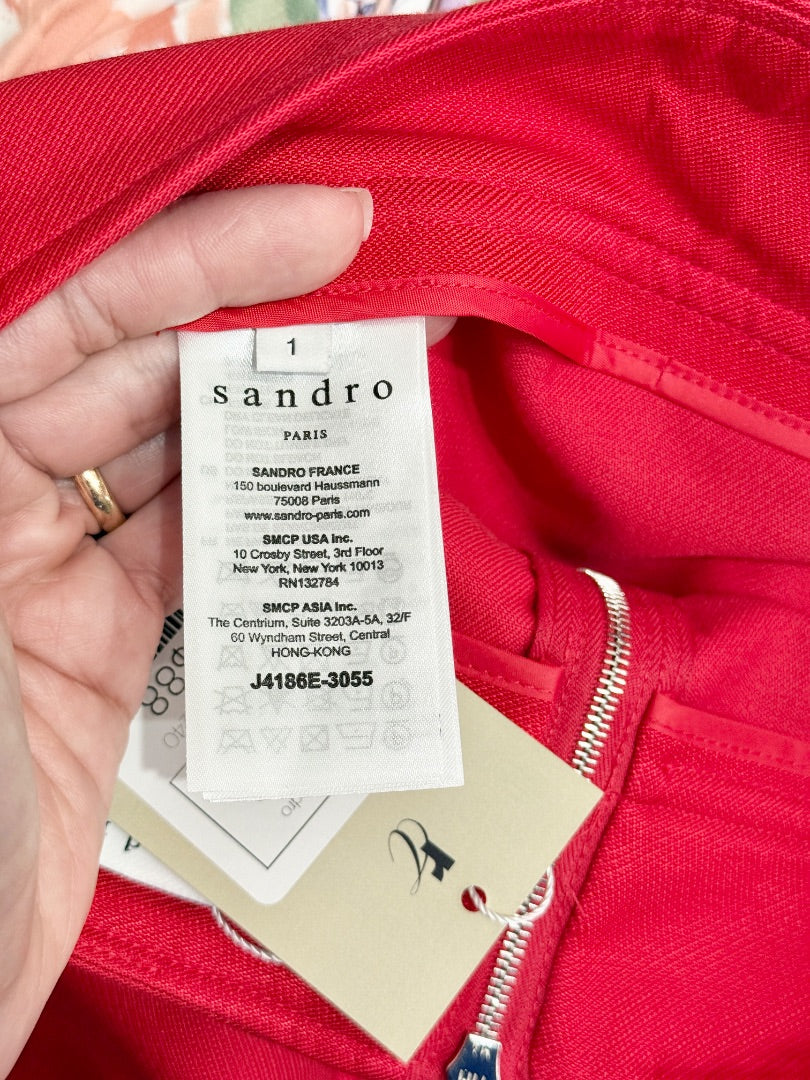 1
sandro
PARIS
SANDRO FRANCE
150 boulevard Haussmann
75008 Paris
www.sandro-paris.com
SMCP USA Inc.
10 Crosby Street, 3rd Floor
New York, New York 10013
RN132784
SMCP ASIA Inc.
The Centrium, Suite 3203A-5A, 32/F
60 Wyndham Street, Central
HONG-KONG
J4186E-3055